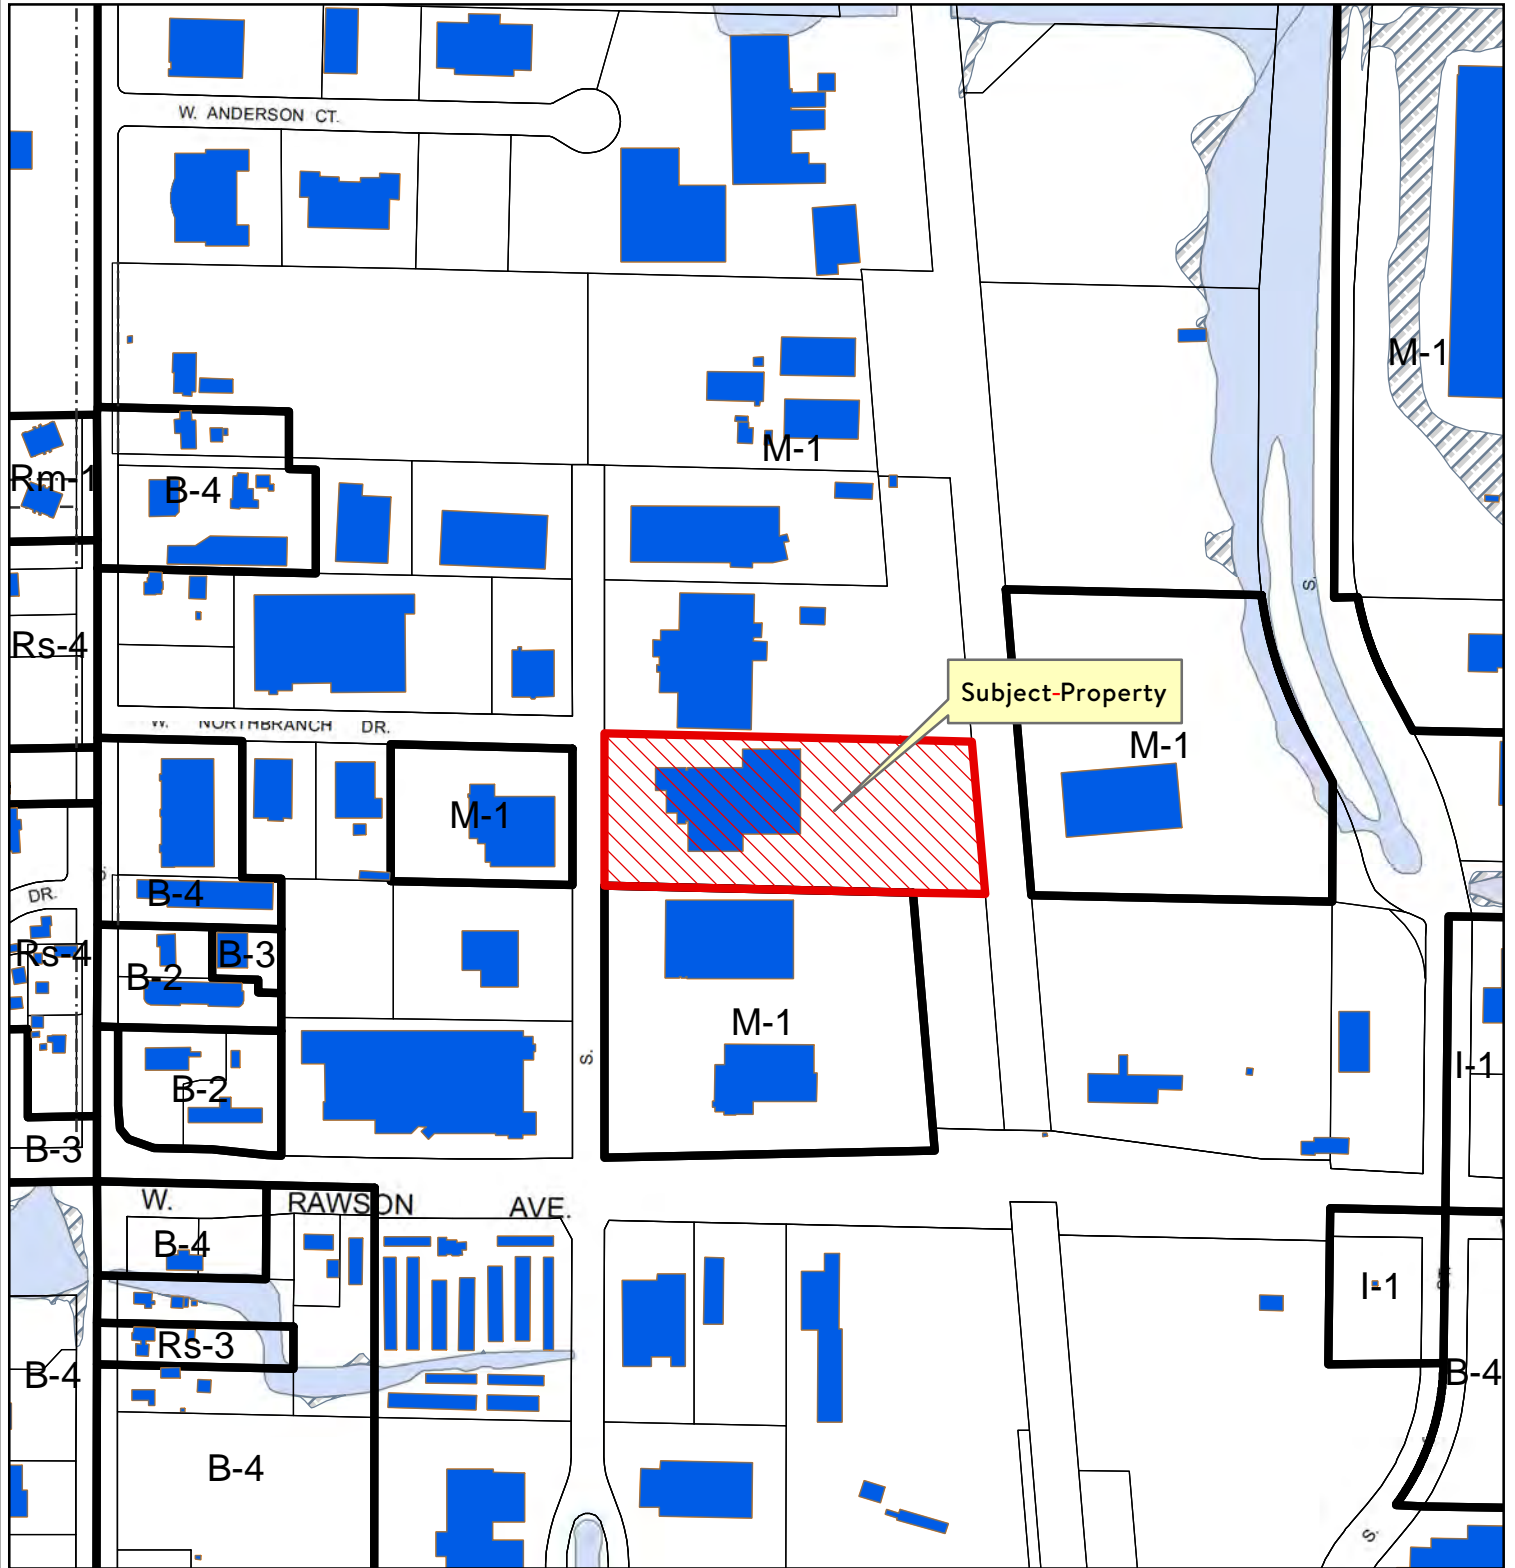 W. ANDERSON CT.
M-1
M-1
Rm-1
B-4
S.
Rs-4
Subject-Property
W. NORTHBRANCH DR.
M-1
M-1
S.
DR.
B-4
Rs-4
B-3
B-2
M-1
S.
I-1
B-2
B-3
W. RAWSON AVE.
B-4
I-1
ST.
Rs-3
B-4
B-4
B-4
S.